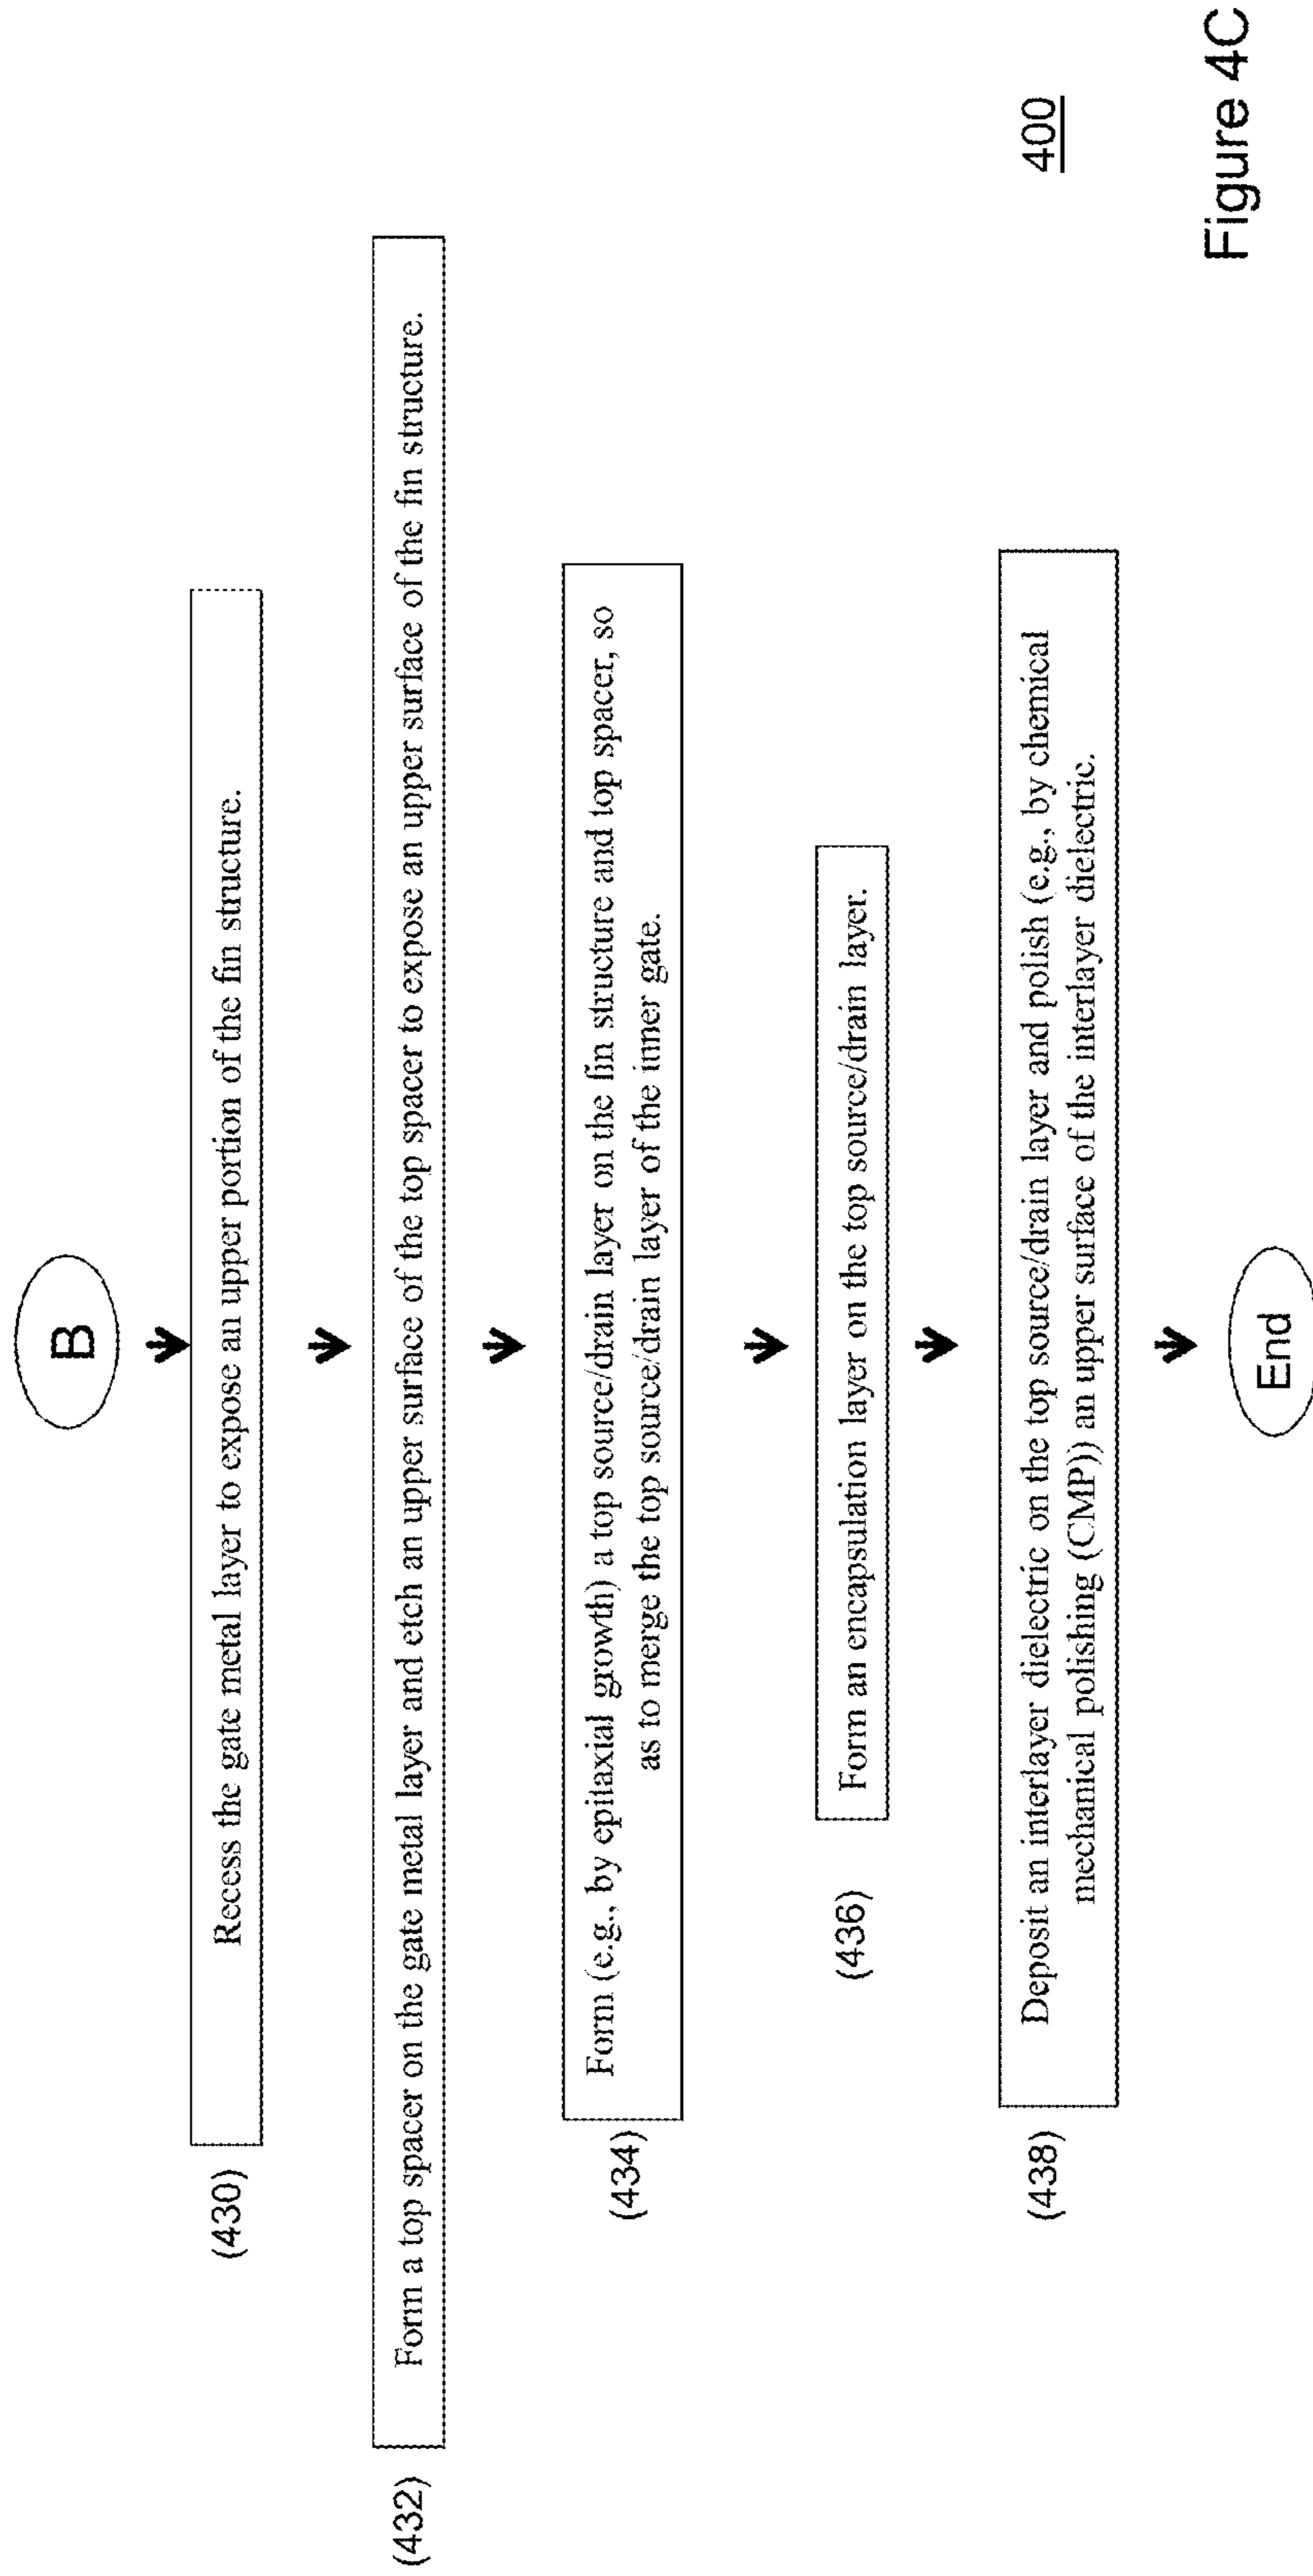 B
(430)
Recess the gate metal layer to expose an upper portion of the fin structure.
(432)
Form a top spacer on the gate metal layer and etch an upper surface of the top spacer to expose an upper surface of the fin structure.
(434)
Form (e.g., by epitaxial growth) a top source/drain layer on the fin structure and top spacer, so
as to merge the top source/drain layer of the inner gate.
(436)
Form an encapsulation layer on the top source/drain layer.
(438)
Deposit an interlayer dielectric on the top source/drain layer and polish (e.g., by chemical
mechanical polishing (CMP)) an upper surface of the interlayer dielectric.
End
400
Figure 4C